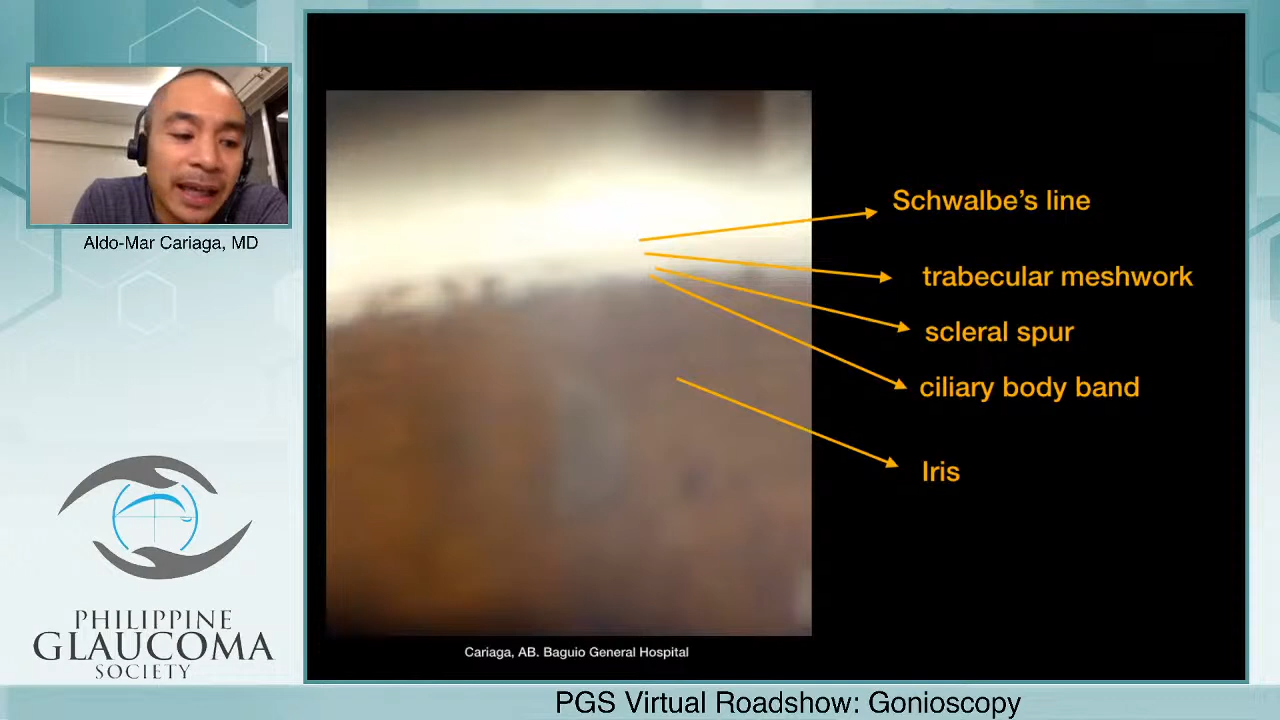 Aldo-Mar Cariaga, MD
Schwalbe’s line
trabecular meshwork
scleral spur
ciliary body band
Iris
Cariaga, AB. Baguio General Hospital
PHILIPPINE
GLAUCOMA
SOCIETY
PGS Virtual Roadshow: Gonioscopy